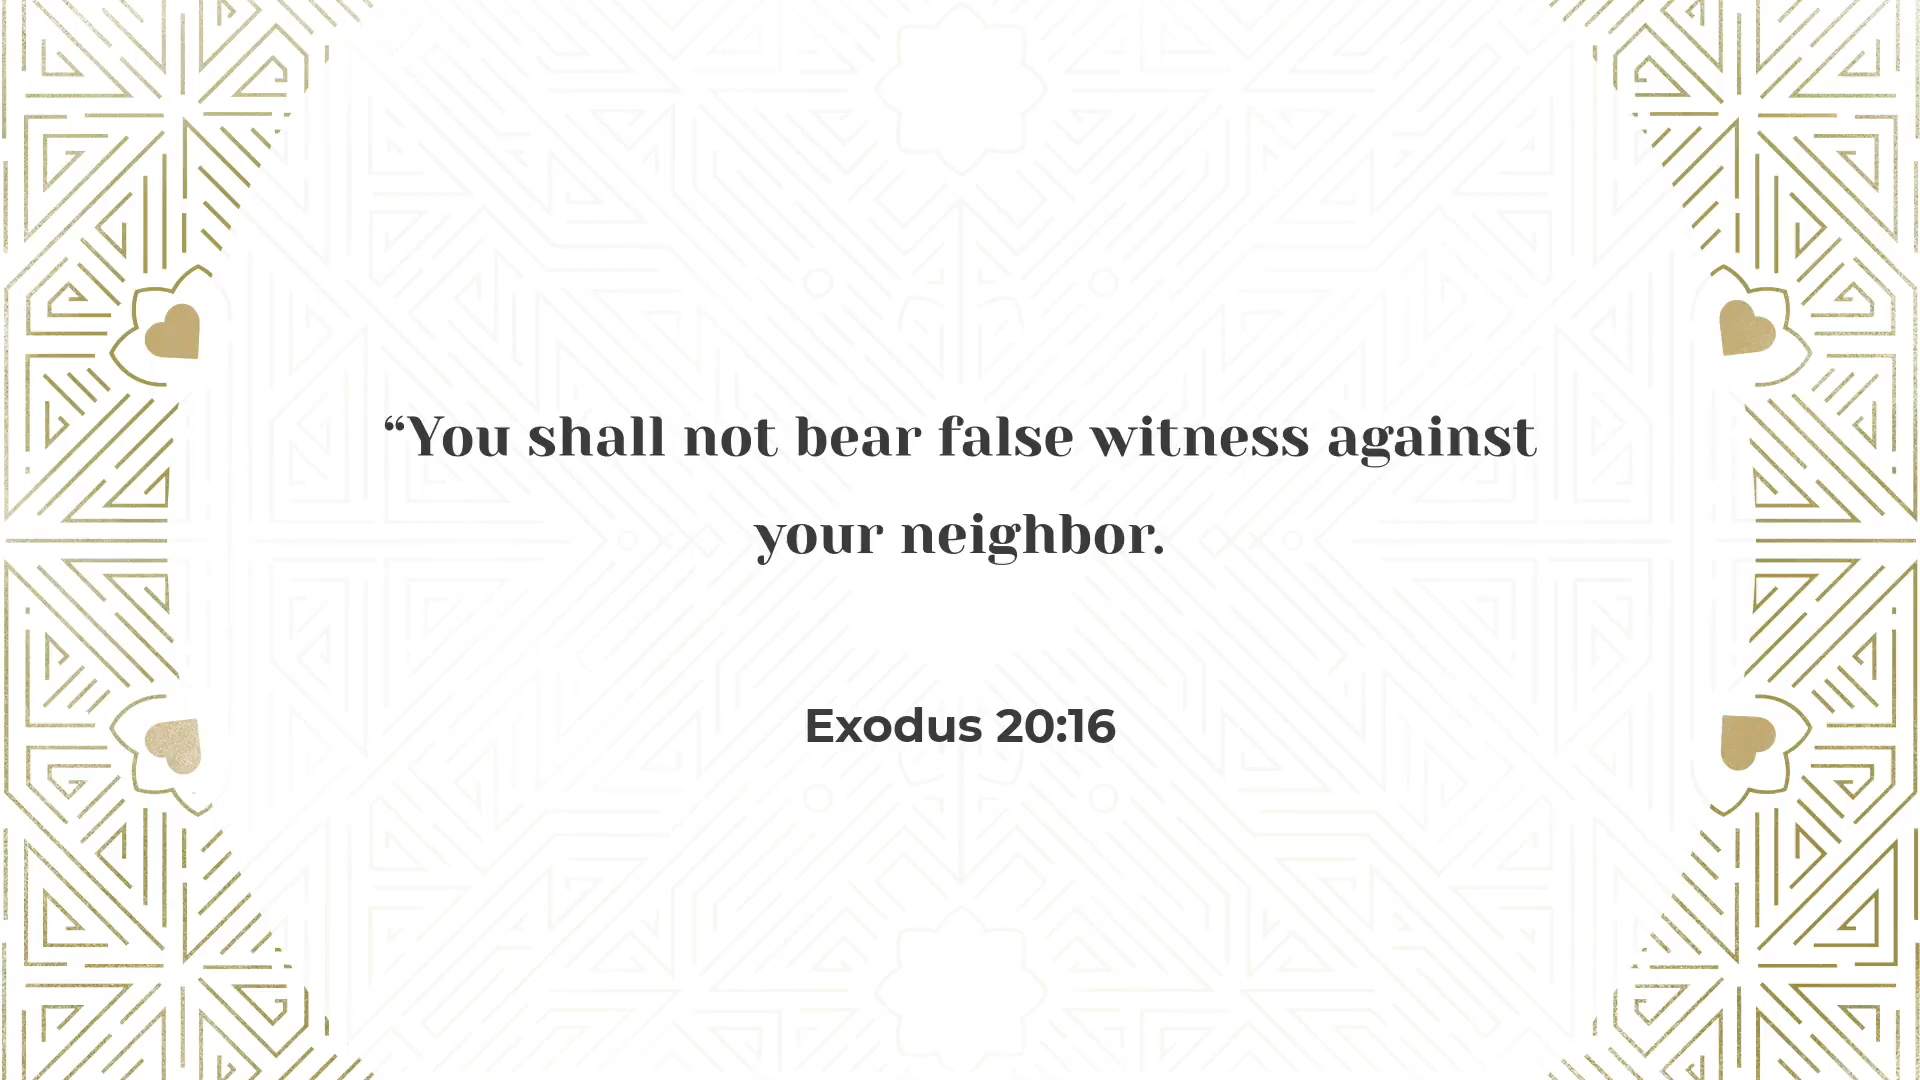 “You shall not bear false witness against
your neighbor.
Exodus 20:16